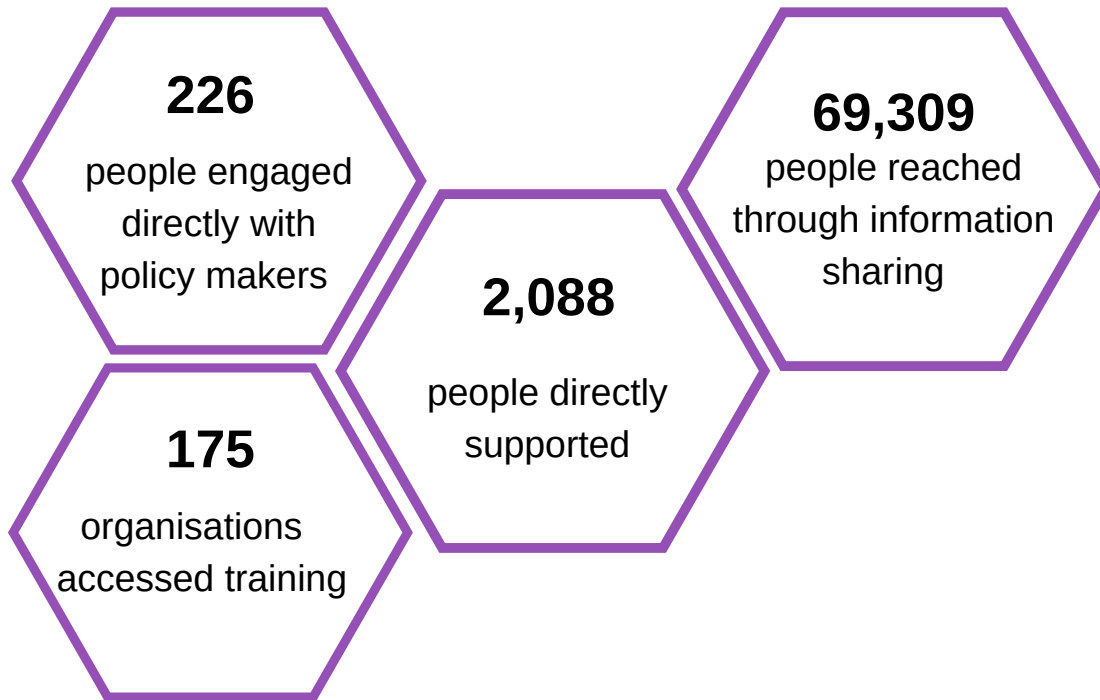 226
people engaged
directly with
policy makers
175
organisations
accessed training
2,088
people directly
supported
69,309
people reached
through information
sharing